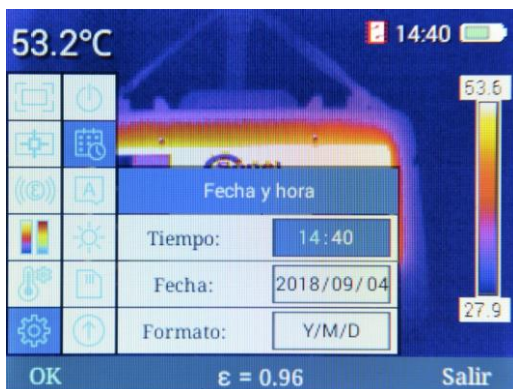 53.2°C
14:40
53.6
Fecha y hora
Tiempo: 14:40
Fecha: 2018/09/04
Formato: Y/M/D
27.9
OK ε = 0.96 Salir